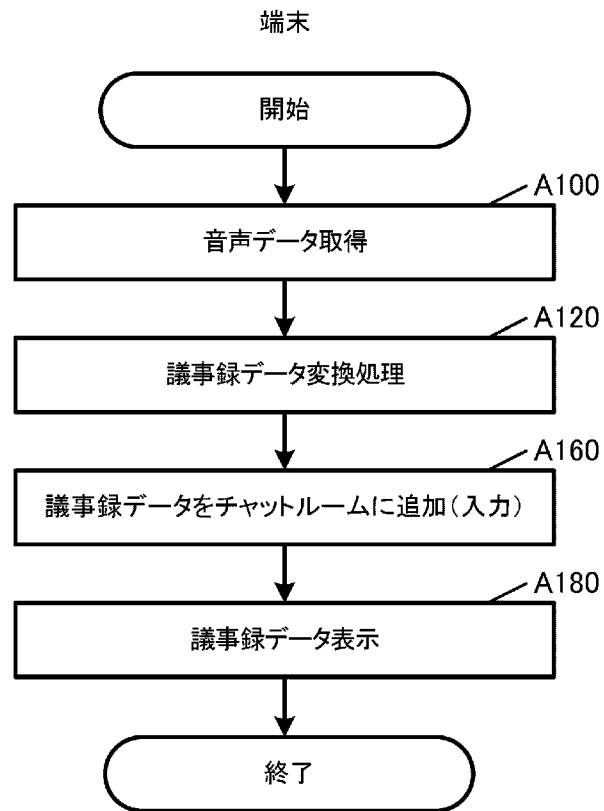 端末
開始
A100
音声データ取得
A120
議事録データ変換処理
A160
議事録データをチャットルームに追加(入力)
A180
議事録データ表示
終了